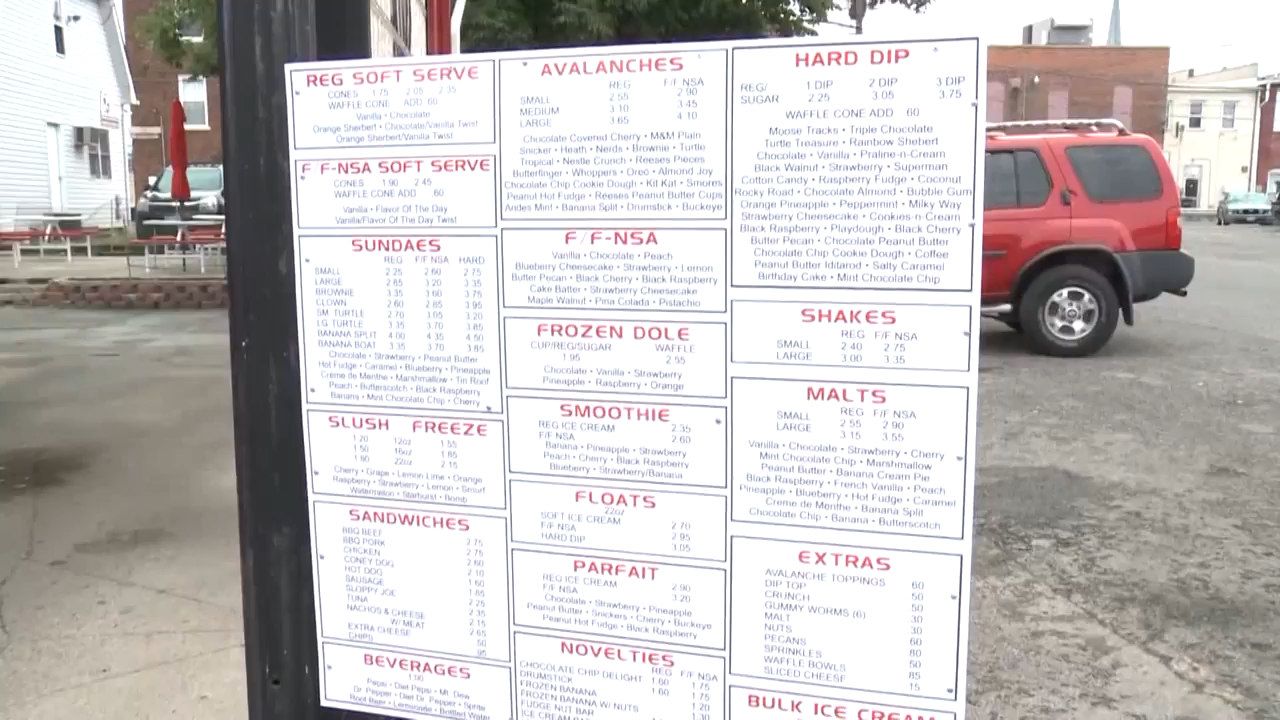 REG SOFT SERVE
CONES 1.75 2.05 2.35
WAFFLE CONE ADD 60
Vanilla • Chocolate
Orange Sherbert • Chocolate/Vanilla Twist
Orange Sherbert/Vanilla Twist
F F-NSA SOFT SERVE
CONES 1.90 2.45
WAFFLE CONE ADD 60
Vanilla • Flavor Of The Day
Vanilla/Flavor Of The Day Twist
SUNDAES
REG F/F NSA HARD
SMALL 2.25 2.60 2.75
LARGE 2.85 3.20 3.35
BROWNIE 3.35 3.60 3.75
CLOWN 2.60 2.85 3.95
SM TURTLE 2.70 3.05 3.20
LG TURTLE 3.35 3.70 3.85
BANANA SPLIT 4.00 4.35 4.50
BANANA BOAT 3.35 3.70 3.85
Chocolate • Strawberry • Peanut Butter
Hot Fudge • Caramel • Blueberry • Pineapple
Creme de Menthe • Marshmallow • Tin Roof
Peach • Butterscotch • Black Raspberry
Banana • Mint Chocolate Chip • Cherry
SLUSH FREEZE
1.20 12oz 1.55
1.50 16oz 1.85
1.80 22oz 2.15
Cherry • Grape • Lemon Lime • Orange
Raspberry • Strawberry • Lemon • Smurf
Watermelon • Starburst • Bomb
SANDWICHES
BBQ BEEF 2.75
BBQ PORK 2.75
CHICKEN 2.60
CONEY DOG 2.10
HOT DOG 1.60
SAUSAGE 1.85
SLOPPY JOE 2.25
TUNA 2.35
NACHOS & CHEESE 2.15
W/ MEAT 2.65
EXTRA CHEESE 50
CHIPS 95
BEVERAGES
1.00
Pepsi • Diet Pepsi • Mt. Dew
Dr. Pepper • Diet Dr. Pepper • Sprite
Root Beer • Lemonade • Bottled Water
AVALANCHES
REG F/F NSA
SMALL 2.55 2.90
MEDIUM 3.10 3.45
LARGE 3.65 4.10
Chocolate Covered Cherry • M&M Plain
Snicker • Heath • Nerds • Brownie • Turtle
Tropical • Nestle Crunch • Reeses Pieces
Butterfinger • Whoppers • Oreo • Almond Joy
Chocolate Chip Cookie Dough • Kit Kat • Smores
Peanut Hot Fudge • Reeses Peanut Butter Cups
Andes Mint • Banana Split • Drumstick • Buckeye
F/F-NSA
Vanilla • Chocolate • Peach
Blueberry Cheesecake • Strawberry • Lemon
Butter Pecan • Black Cherry • Black Raspberry
Cake Batter • Strawberry Cheesecake
Maple Walnut • Pina Colada • Pistachio
FROZEN DOLE
CUP/REG/SUGAR WAFFLE
1.95 2.55
Chocolate • Vanilla • Strawberry
Pineapple • Raspberry • Orange
SMOOTHIE
REG ICE CREAM 2.35
F/F NSA 2.60
Banana • Pineapple • Strawberry
Peach • Cherry • Black Raspberry
Blueberry • Strawberry/Banana
FLOATS
22oz
SOFT ICE CREAM 2.70
F/F NSA 2.95
HARD DIP 3.05
PARFAIT
REG ICE CREAM 2.90
F/F NSA 3.20
Chocolate • Strawberry • Pineapple
Peanut Butter • Snickers • Cherry • Buckeye
Peanut Hot Fudge • Black Raspberry
NOVELTIES
REG F/F NSA
CHOCOLATE CHIP DELIGHT 1.60 1.75
DRUMSTICK 1.60 1.75
FROZEN BANANA 1.20
FROZEN BANANA W/ NUTS 1.30
FUDGE NUT BAR
HARD DIP
REG/ 1 DIP 2 DIP 3 DIP
SUGAR 2.25 3.05 3.75
WAFFLE CONE ADD 60
Moose Tracks • Triple Chocolate
Turtle Treasure • Rainbow Shebert
Chocolate • Vanilla • Praline-n-Cream
Black Walnut • Strawberry • Superman
Cotton Candy • Raspberry Fudge • Coconut
Rocky Road • Chocolate Almond • Bubble Gum
Orange Pineapple • Peppermint • Milky Way
Strawberry Cheesecake • Cookies-n-Cream
Black Raspberry • Playdough • Black Cherry
Butter Pecan • Chocolate Peanut Butter
Chocolate Chip Cookie Dough • Coffee
Peanut Butter Iditarod • Salty Caramel
Birthday Cake • Mint Chocolate Chip
SHAKES
REG F/F NSA
SMALL 2.40 2.75
LARGE 3.00 3.35
MALTS
REG F/F NSA
SMALL 2.55 2.90
LARGE 3.15 3.55
Vanilla • Chocolate • Strawberry • Cherry
Mint Chocolate Chip • Marshmallow
Peanut Butter • Banana Cream Pie
Black Raspberry • French Vanilla • Peach
Pineapple • Blueberry • Hot Fudge • Caramel
Creme de Menthe • Banana Split
Chocolate Chip • Banana • Butterscotch
EXTRAS
AVALANCHE TOPPINGS 60
DIP TOP 50
CRUNCH 50
GUMMY WORMS (6) 30
MALT 30
NUTS 60
PECANS 80
SPRINKLES 50
WAFFLE BOWLS 85
SLICED CHEESE 15
BULK ICE CREAM